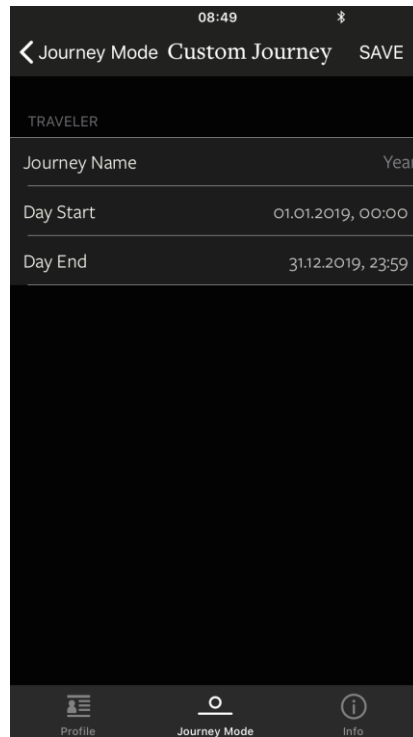 08:49
Journey Mode Custom Journey SAVE
TRAVELER
Journey Name Year
Day Start 01.01.2019, 00:00
Day End 31.12.2019, 23:59
Profile Journey Mode Info